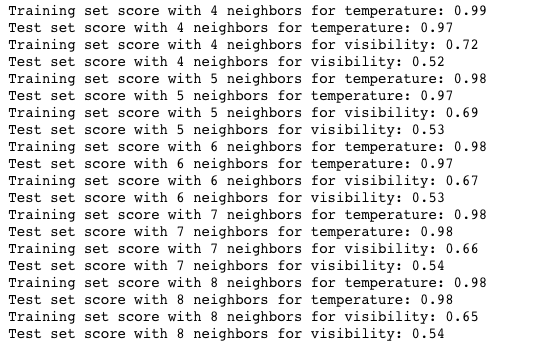 Training set score with 4 neighbors for temperature: 0.99
Test set score with 4 neighbors for temperature: 0.97
Training set score with 4 neighbors for visibility: 0.72
Test set score with 4 neighbors for visibility: 0.52
Training set score with 5 neighbors for temperature: 0.98
Test set score with 5 neighbors for temperature: 0.97
Training set score with 5 neighbors for visibility: 0.69
Test set score with 5 neighbors for visibility: 0.53
Training set score with 6 neighbors for temperature: 0.98
Test set score with 6 neighbors for temperature: 0.97
Training set score with 6 neighbors for visibility: 0.67
Test set score with 6 neighbors for visibility: 0.53
Training set score with 7 neighbors for temperature: 0.98
Test set score with 7 neighbors for temperature: 0.98
Training set score with 7 neighbors for visibility: 0.66
Test set score with 7 neighbors for visibility: 0.54
Training set score with 8 neighbors for temperature: 0.98
Test set score with 8 neighbors for temperature: 0.98
Training set score with 8 neighbors for visibility: 0.65
Test set score with 8 neighbors for visibility: 0.54